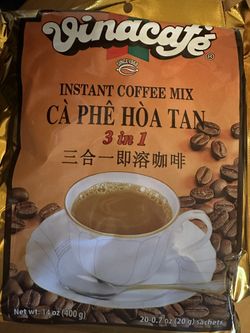 Vinacafé ®
SINCE 1968
INSTANT COFFEE MIX
CÀ PHÊ HÒA TAN
3 in 1
三合一即溶咖啡
Net wt: 14 oz (400 g)
20-0.7 oz (20 g) sachets